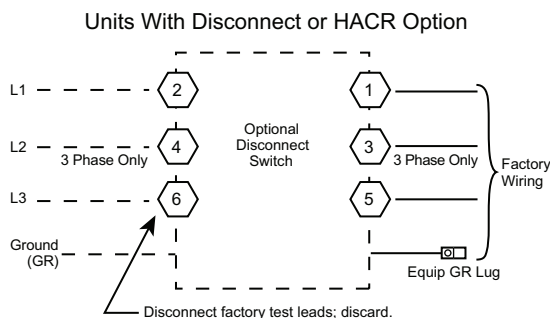 Units With Disconnect or HACR Option
L1
2
1
L2
3 Phase Only
4
Optional
Disconnect
Switch
3
3 Phase Only
Factory
Wiring
L3
6
5
Ground
(GR)
Equip GR Lug
Disconnect factory test leads; discard.